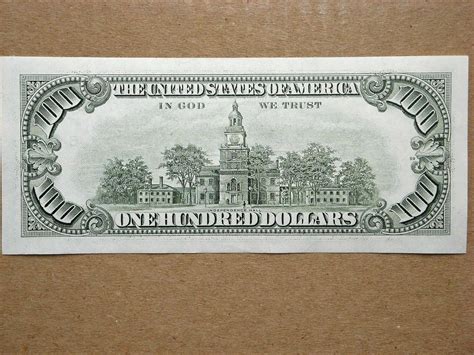 100 100
THE UNITED STATES OF AMERICA
IN GOD WE TRUST
100 100
ONE HUNDRED DOLLARS